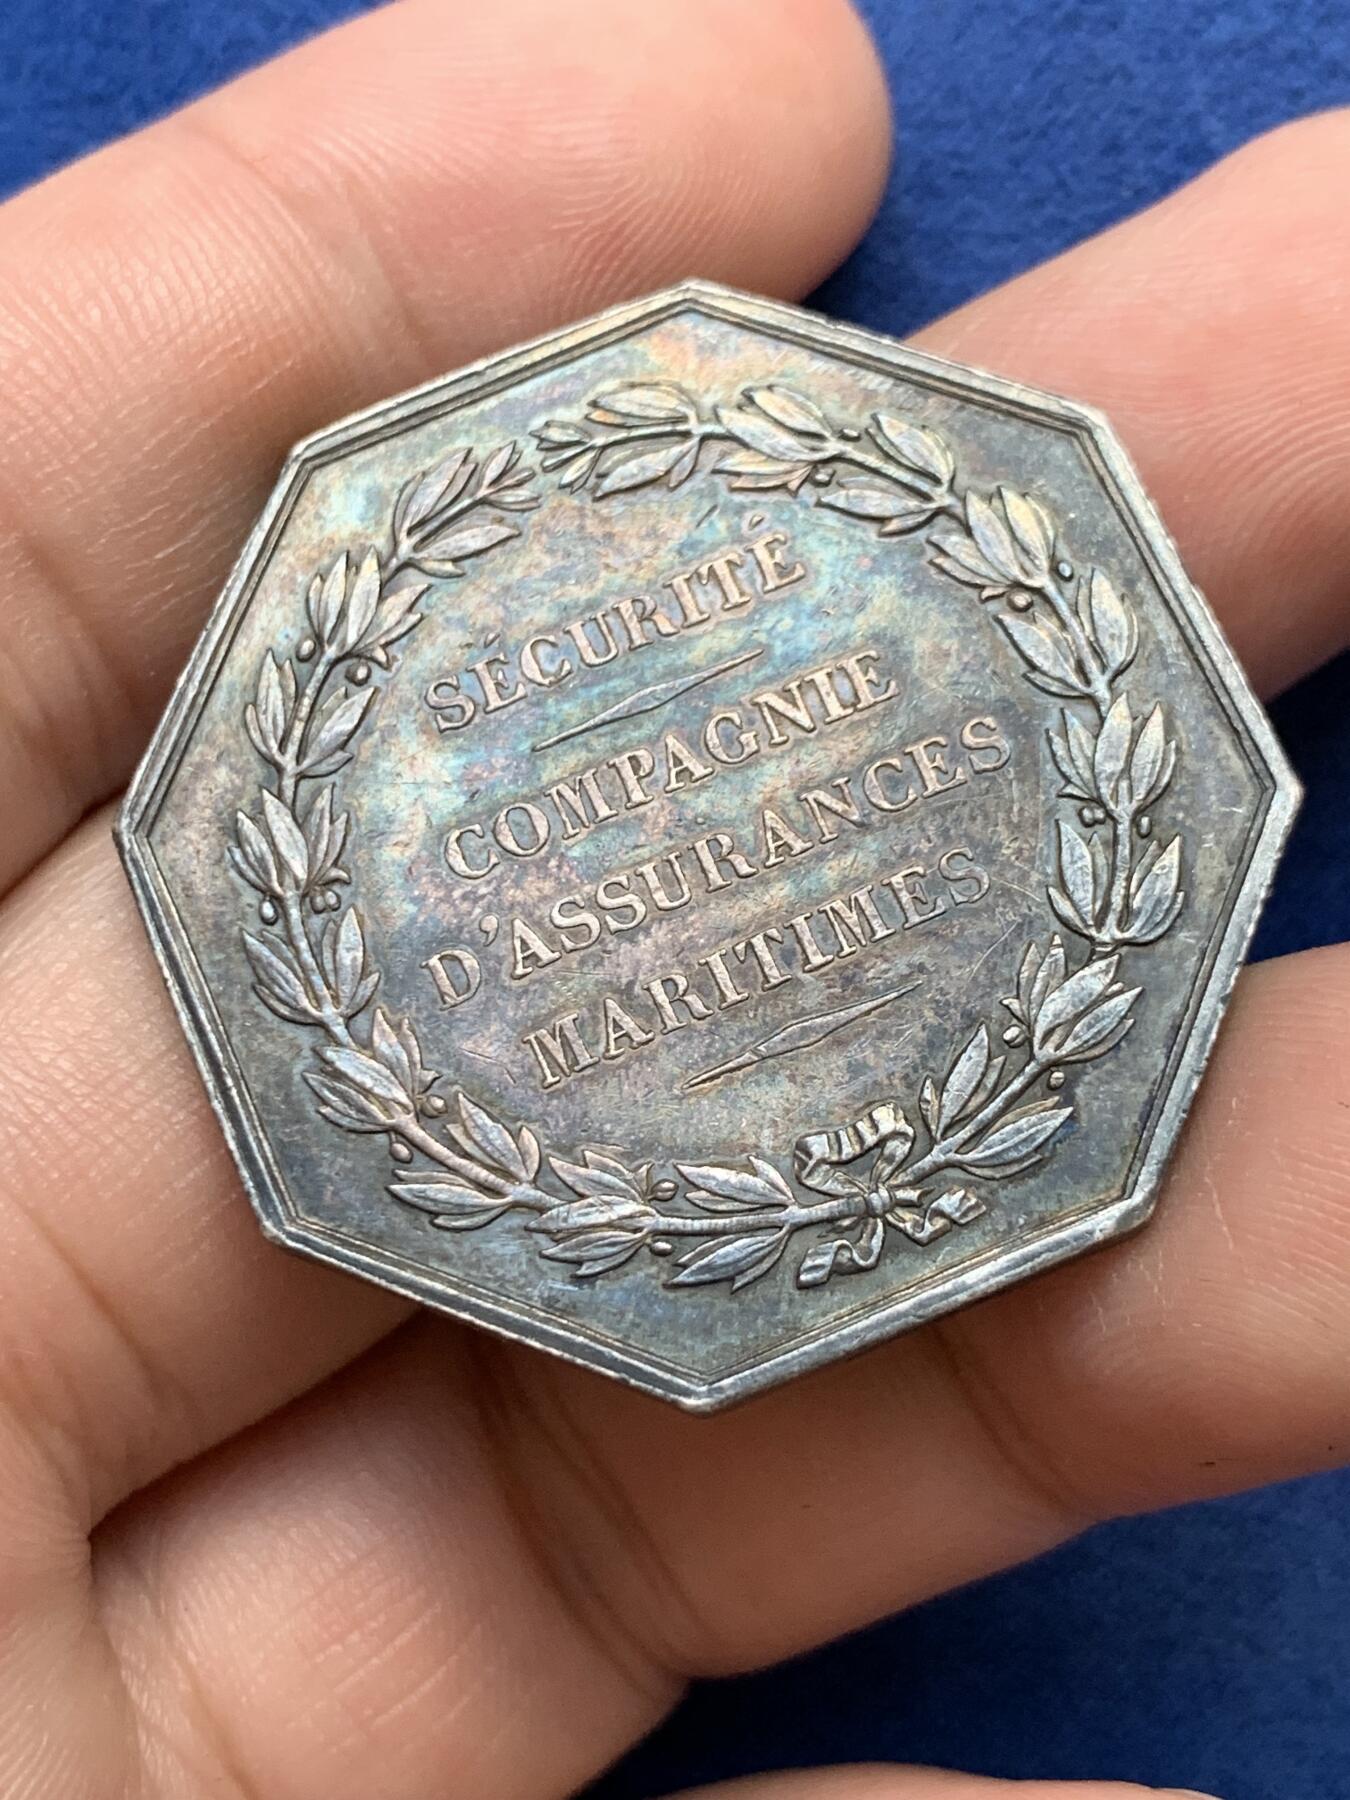 SÉCURITÉ
COMPAGNIE
D'ASSURANCES
MARITIMES